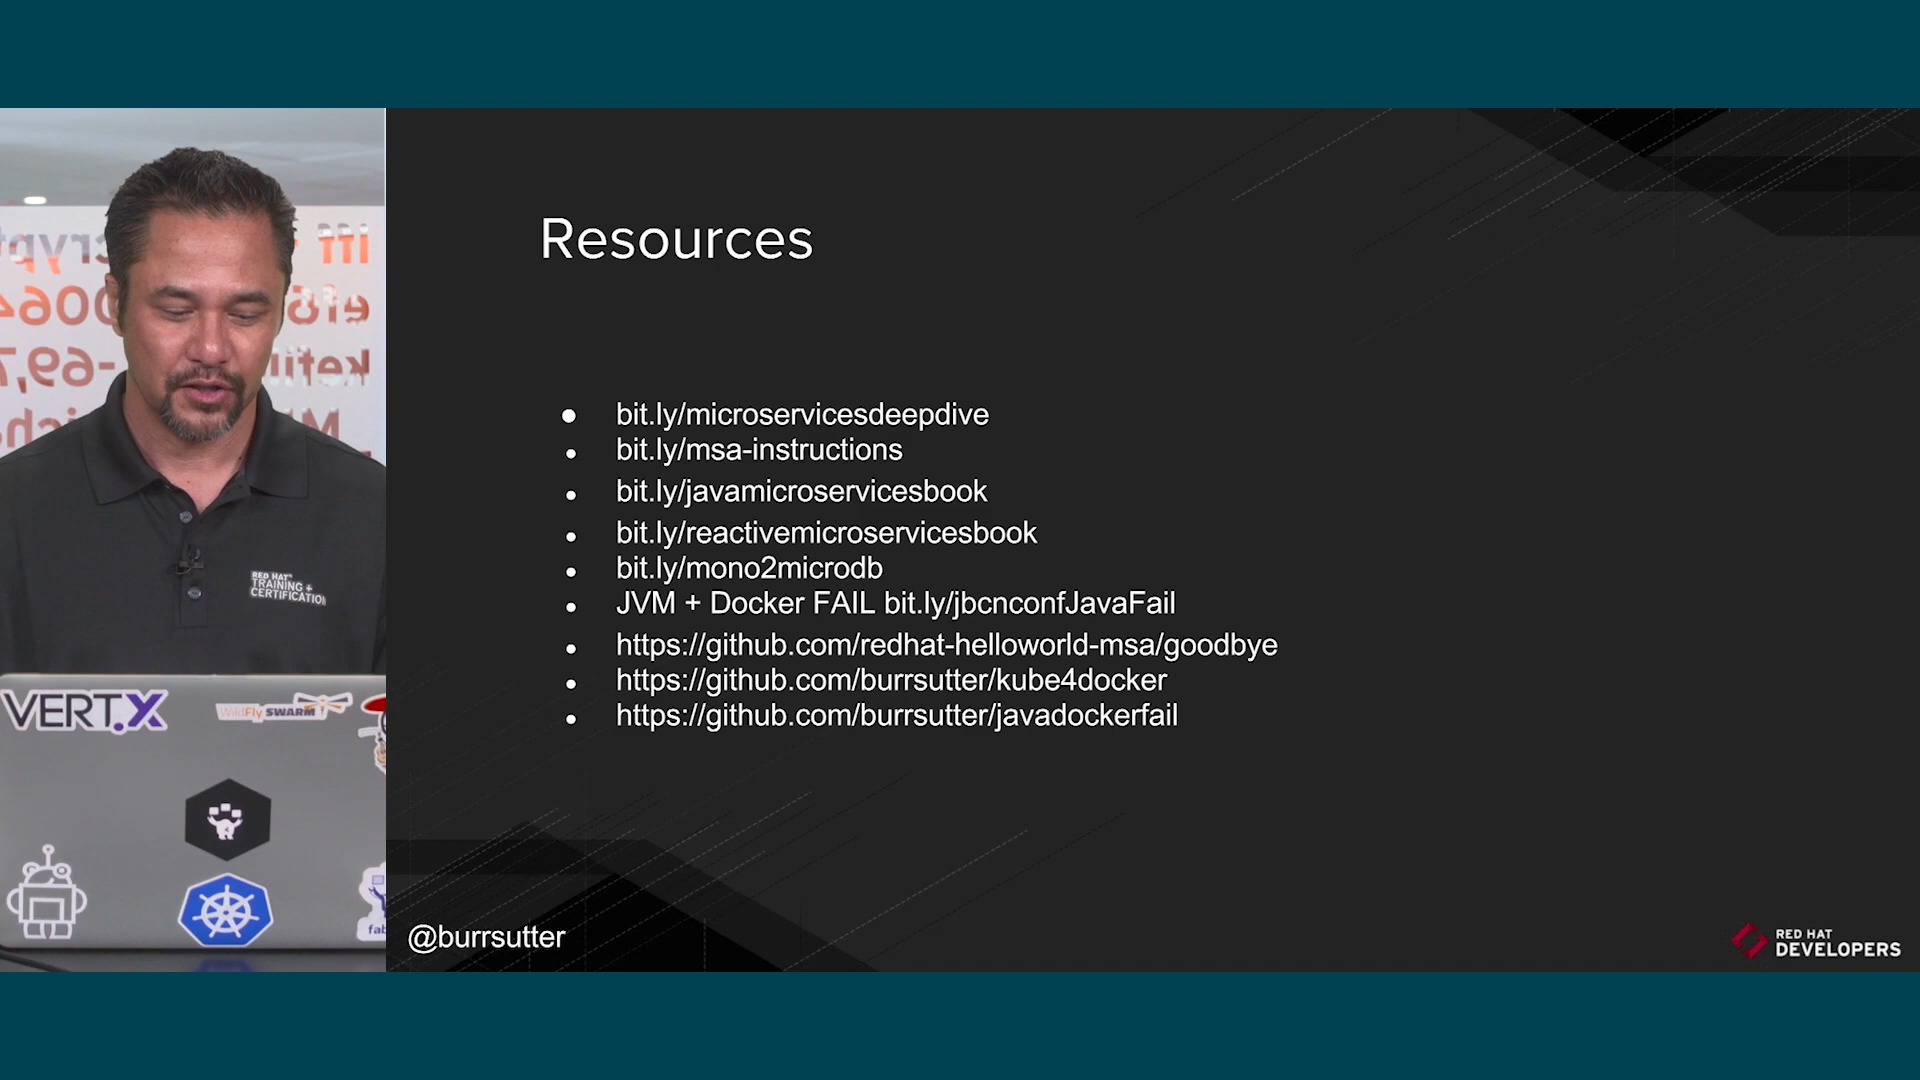 Resources
bit.ly/microservicesdeepdive
bit.ly/msa-instructions
bit.ly/javamicroservicesbook
bit.ly/reactivemicroservicesbook
bit.ly/mono2microdb
JVM + Docker FAIL bit.ly/jbcnconfJavaFail
https://github.com/redhat-helloworld-msa/goodbye
https://github.com/burrsutter/kube4docker
https://github.com/burrsutter/javadockerfail
@burrsutter
RED HAT
DEVELOPERS
RED HAT
TRAINING +
CERTIFICATION
VERT.X
WildFly SWARM